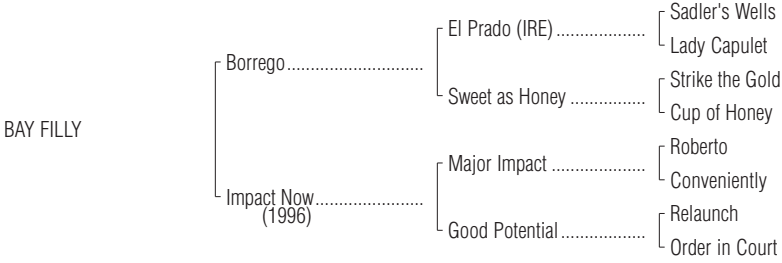 Sadler's Wells
El Prado (IRE) ...................
Lady Capulet
Borrego.............................
Strike the Gold
Sweet as Honey ................
Cup of Honey
BAY FILLY
Roberto
Major Impact ....................
Conveniently
Impact Now.......................
(1996)
Relaunch
Good Potential..................
Order in Court